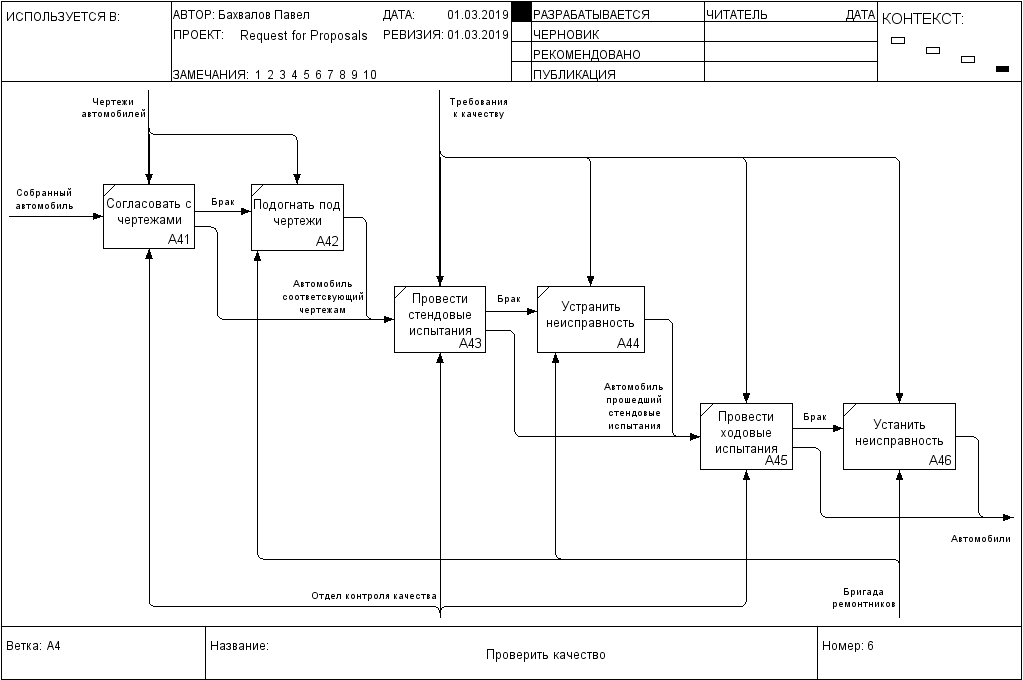 ИСПОЛЬЗУЕТСЯ В:
АВТОР: Бахвалов Павел
ДАТА: 01.03.2019
ПРОЕКТ: Request for Proposals
РЕВИЗИЯ: 01.03.2019
ЗАМЕЧАНИЯ: 1 2 3 4 5 6 7 8 9 10
РАЗРАБАТЫВАЕТСЯ
ЧЕРНОВИК
РЕКОМЕНДОВАНО
ПУБЛИКАЦИЯ
ЧИТАТЕЛЬ
ДАТА
КОНТЕКСТ:
Чертежи
автомобилей
Требования
к качеству
Собранный
автомобиль
Согласовать с
чертежами
A41
Брак
Подогнать под
чертежи
A42
Автомобиль
соответсвующий
чертежам
Провести
стендовые
испытания
A43
Брак
Устранить
неисправность
A44
Автомобиль
прошедший
стендовые
испытания
Провести
ходовые
испытания
A45
Брак
Устанить
неисправность
A46
Автомобили
Отдел контроля качества
Бригада
ремонтников
Ветка: A4
Название:
Проверить качество
Номер: 6